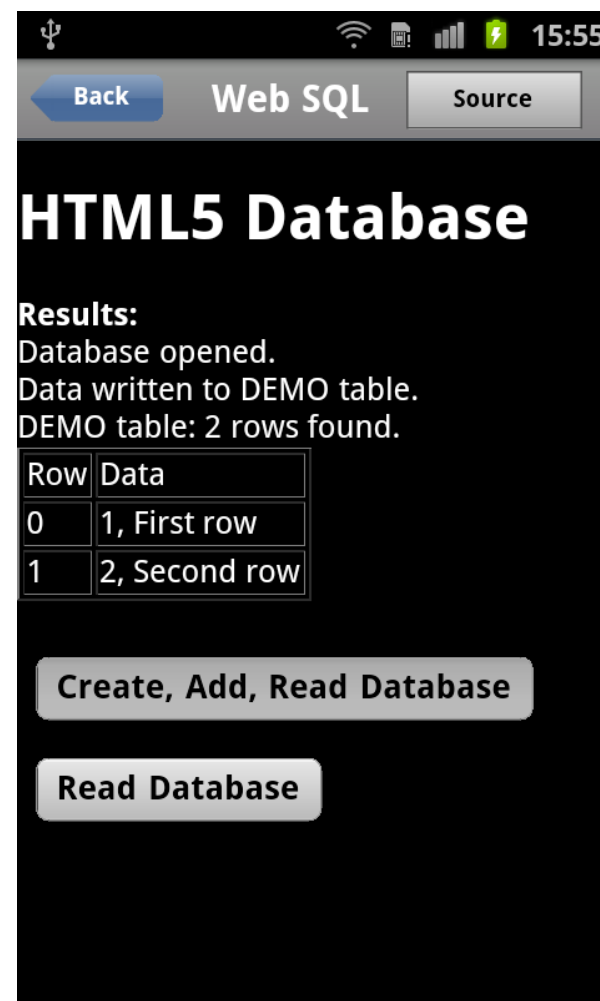 15:55
Back Web SQL Source
HTML5 Database
Results:
Database opened.
Data written to DEMO table.
DEMO table: 2 rows found.
Row Data
0 1, First row
1 2, Second row
Create, Add, Read Database
Read Database